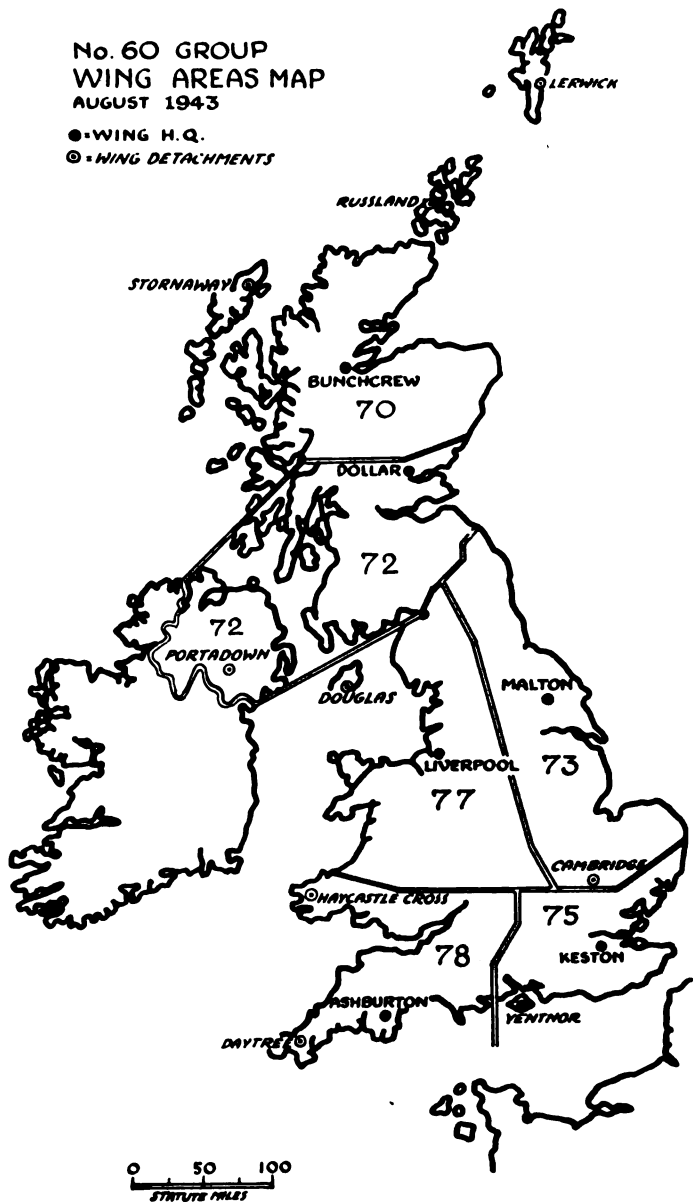 No. 60 GROUP
WING AREAS MAP
AUGUST 1943
= WING H.Q.
= WING DETACHMENTS
LERWICK
RUSSLAND
STORNAWAY
BUNCHCREW
70
DOLLAR
72
72
PORTADOWN
DOUGLAS
MALTON
LIVERPOOL
73
77
CAMBRIDGE
HAYCASTLE CROSS
75
78
KESTON
ASHBURTON
VENTNOR
DAYTREE
0 50 100
STATUTE MILES